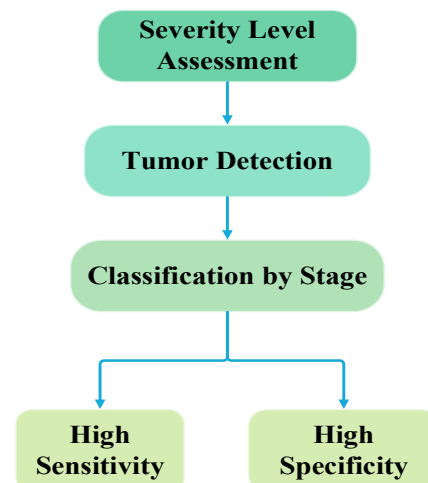 Severity Level
Assessment
Tumor Detection
Classification by Stage
High
Sensitivity
High
Specificity